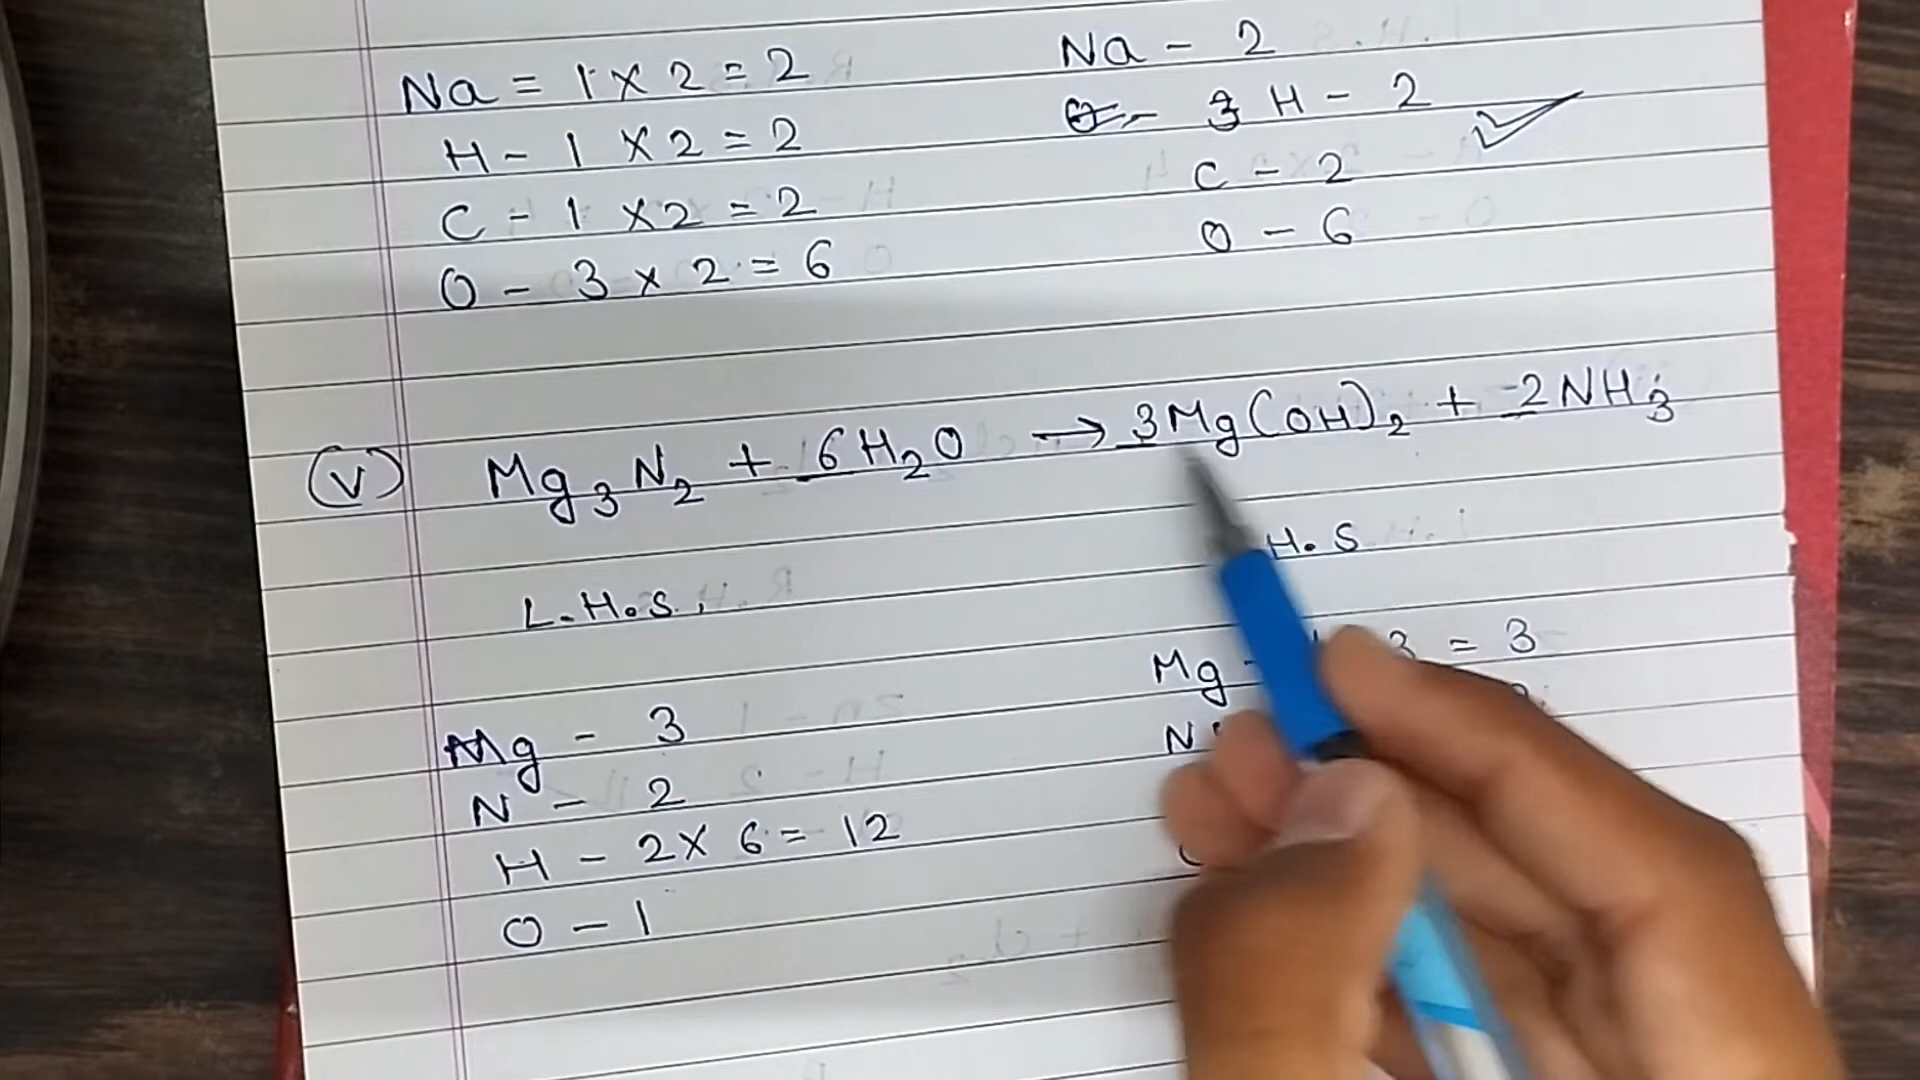 Na = 1 X 2 = 2 Na - 2
H - 1 X 2 = 2 H - 2
C - 1 X 2 = 2 C - 2
O - 3 x 2 = 6 O - 6
(V) Mg₃N₂ + 6H₂O → 3Mg(OH)₂ + 2NH₃
L.H.S. H.S
Mg - 3 Mg - 3 = 3
N - 2 N
H - 2 X 6 = 12
O - 1